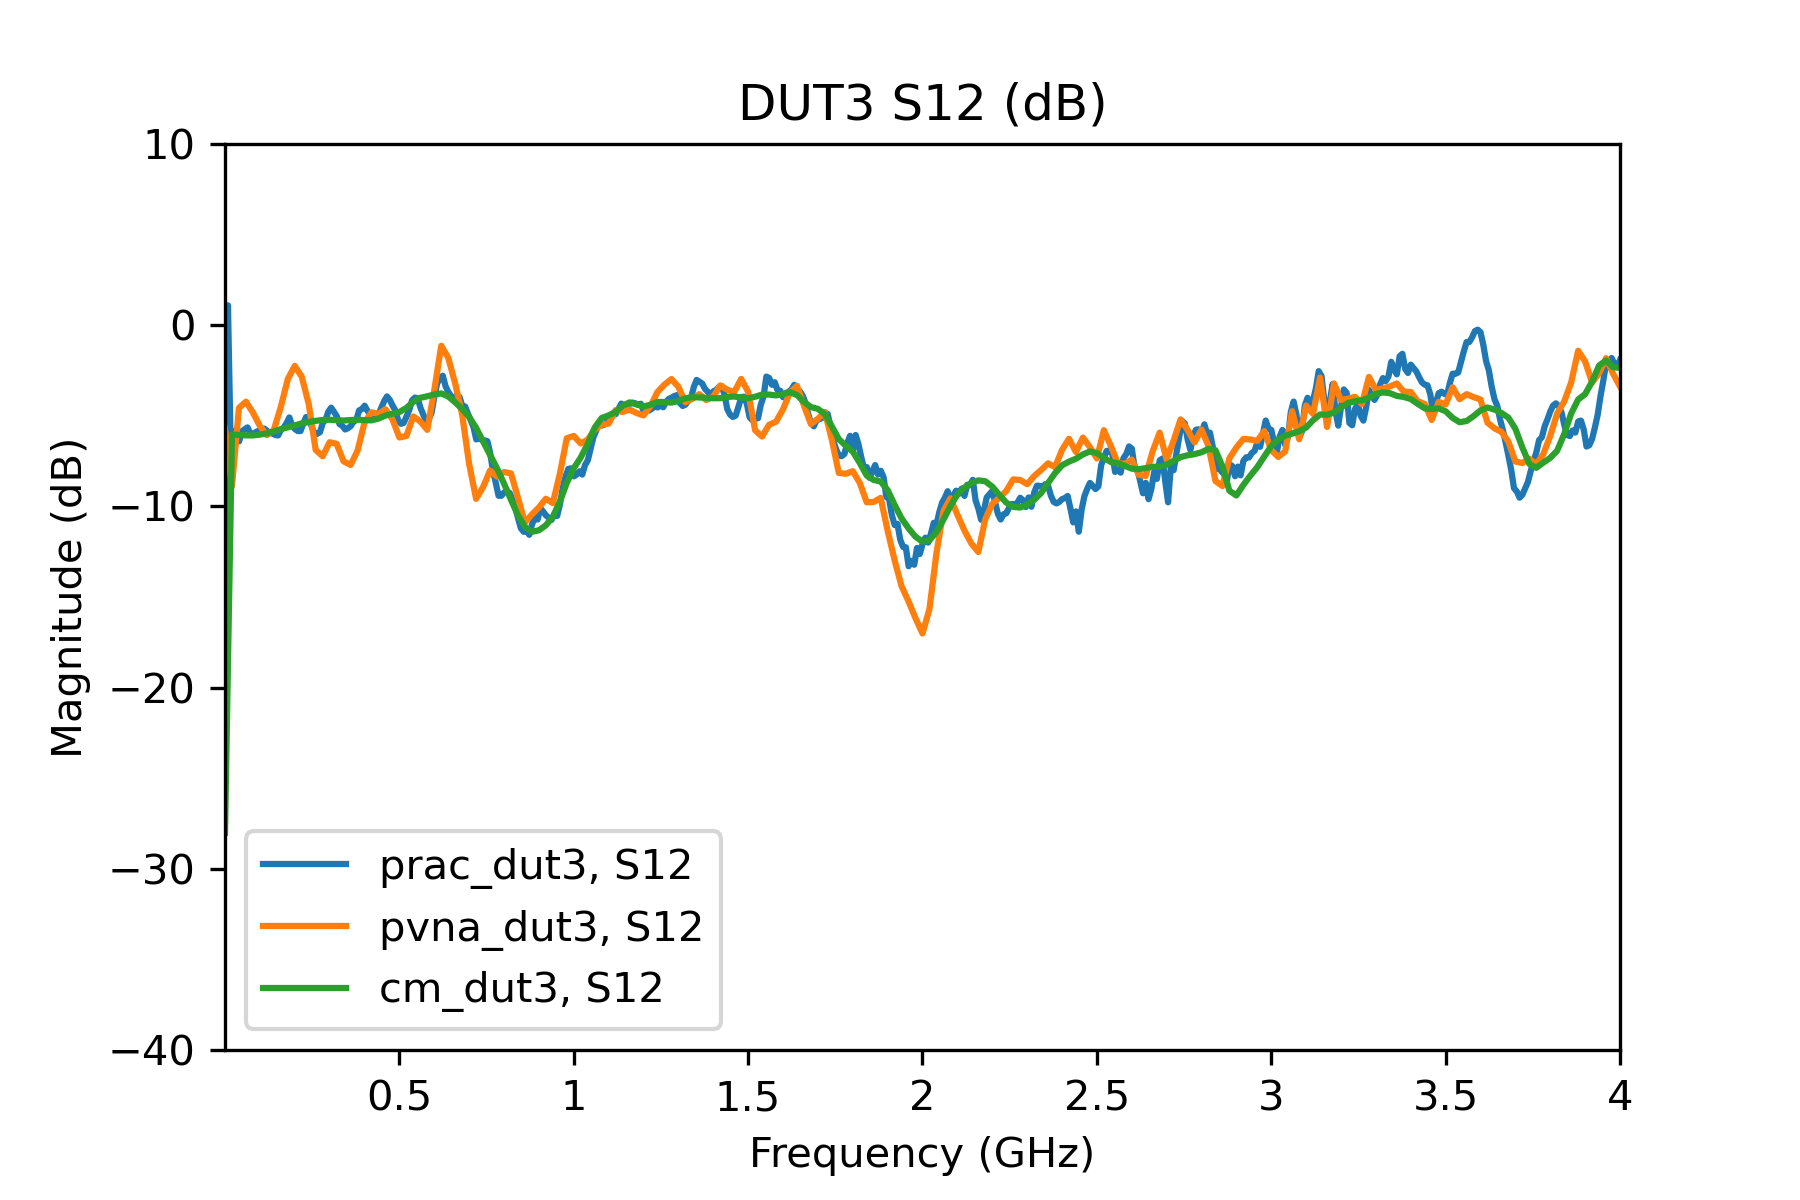 DUT3 S12 (dB)
10
0
−10
−20
−30
−40
Magnitude (dB)
prac_dut3, S12
pvna_dut3, S12
cm_dut3, S12
0.5 1 1.5 2 2.5 3 3.5 4
Frequency (GHz)